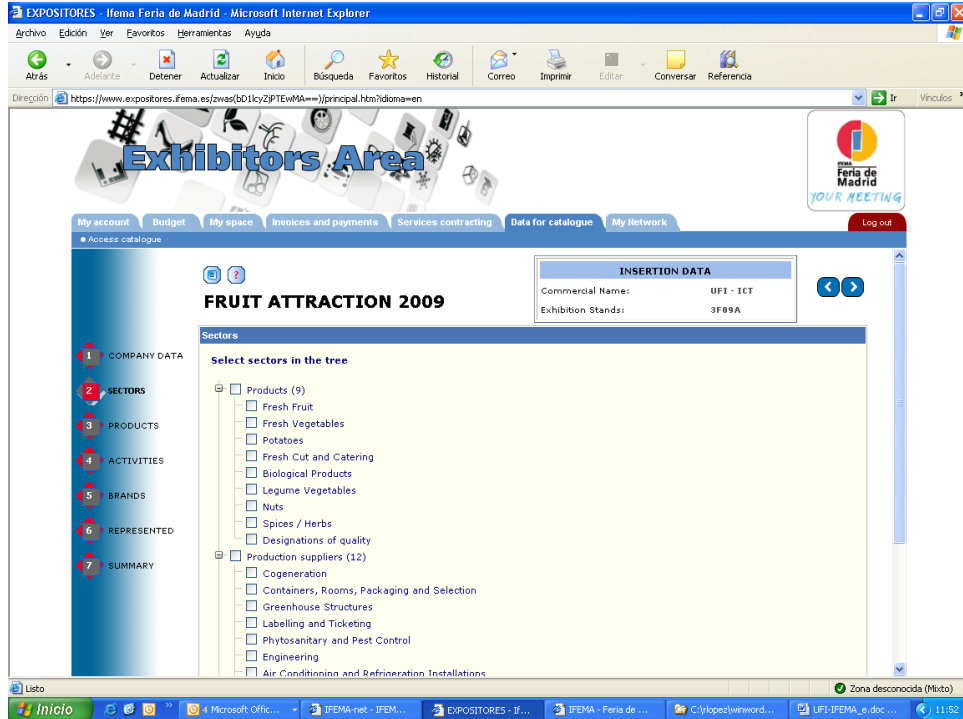 EXPOSITORES - Ifema Feria de Madrid - Microsoft Internet Explorer
Archivo Edición Ver Favoritos Herramientas Ayuda
Atrás Adelante Detener Actualizar Inicio Búsqueda Favoritos Historial Correo Imprimir Editar Conversar Referencia
Dirección https://www.expositores.ifema.es/zwas(bD1lcyZjPTEwMA==)/principal.htm?idioma=en Ir Vínculos »
Exhibitors Area
IFEMA
Feria de
Madrid
YOUR MEETING
My account Budget My space Invoices and payments Services contracting Data for catalogue My Network Log out
Access catalogue
INSERTION DATA
Commercial Name: UFI - ICT
Exhibition Stands: 3F09A
FRUIT ATTRACTION 2009
Sectors
Select sectors in the tree
1 COMPANY DATA
2 SECTORS
3 PRODUCTS
4 ACTIVITIES
5 BRANDS
6 REPRESENTED
7 SUMMARY
Products (9)
Fresh Fruit
Fresh Vegetables
Potatoes
Fresh Cut and Catering
Biological Products
Legume Vegetables
Nuts
Spices / Herbs
Designations of quality
Production suppliers (12)
Cogeneration
Containers, Rooms, Packaging and Selection
Greenhouse Structures
Labelling and Ticketing
Phytosanitary and Pest Control
Engineering
Air Conditioning and Refrigeration Installations
Listo Zona desconocida (Mixto)
Inicio » 4 Microsoft Offic... IFEMA-net - IFEM... EXPOSITORES - If... IFEMA - Feria de ... C:\rlopez\winword... UFI-IFEMA_e.doc ... 11:52